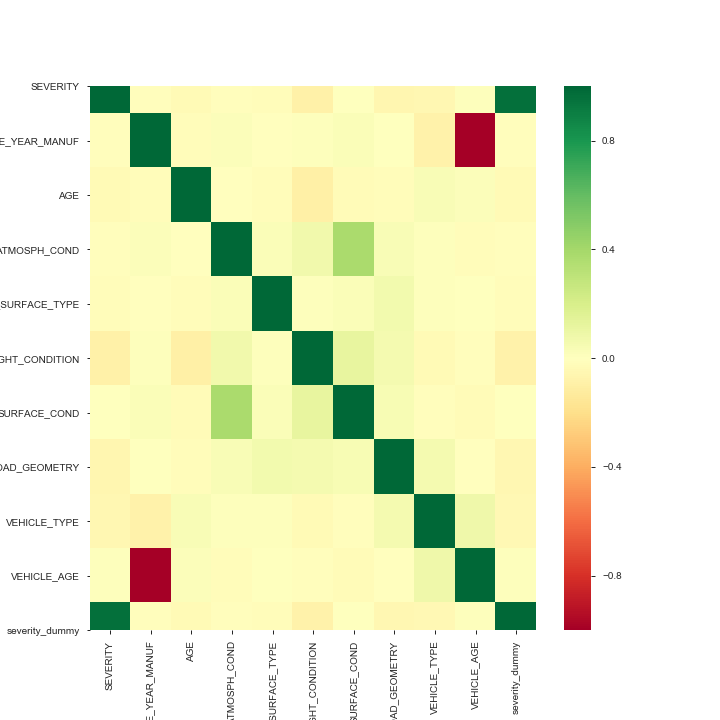 SEVERITY
E_YEAR_MANUF
AGE
ATMOSPH_COND
SURFACE_TYPE
GHT_CONDITION
SURFACE_COND
OAD_GEOMETRY
VEHICLE_TYPE
VEHICLE_AGE
severity_dummy
SEVERITY
E_YEAR_MANUF
AGE
ATMOSPH_COND
SURFACE_TYPE
GHT_CONDITION
SURFACE_COND
AD_GEOMETRY
VEHICLE_TYPE
VEHICLE_AGE
severity_dummy
0.8
0.4
0.0
−0.4
−0.8